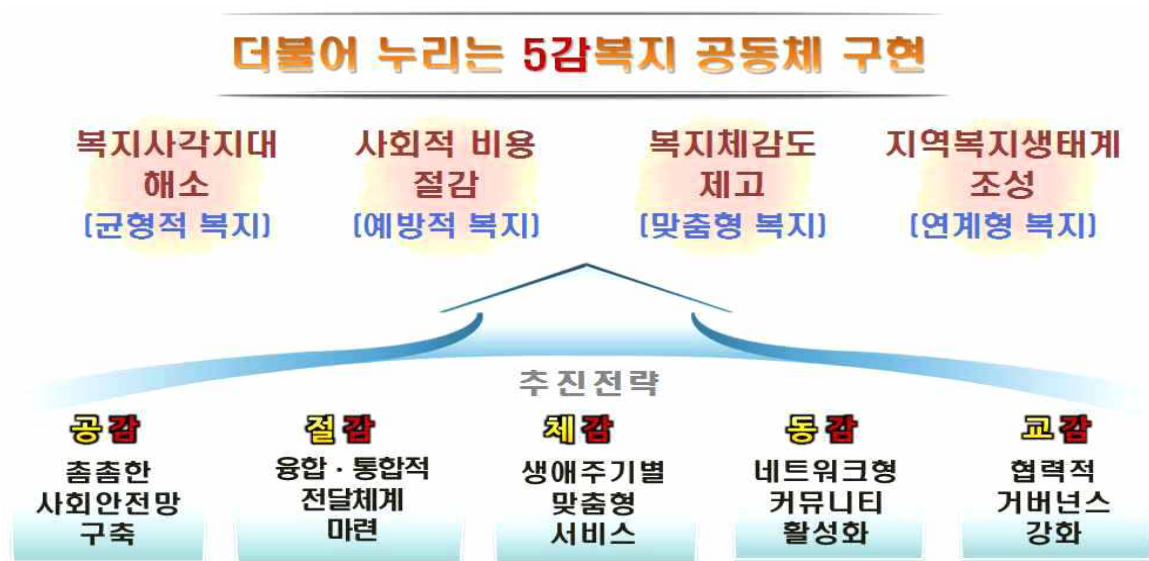 더불어 누리는 5감복지 공동체 구현
복지사각지대
해소
(균형적 복지)
사회적 비용
절감
(예방적 복지)
복지체감도
제고
(맞춤형 복지)
지역복지생태계
조성
(연계형 복지)
추진전략
공감
촘촘한
사회안전망
구축
절감
융합·통합적
전달체계
마련
체감
생애주기별
맞춤형
서비스
동감
네트워크형
커뮤니티
활성화
교감
협력적
거버넌스
강화